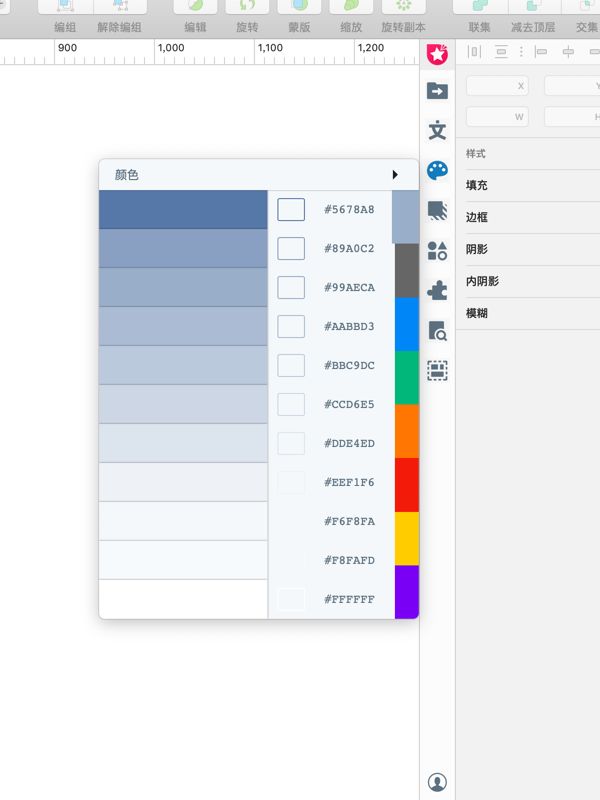 编组 解除编组 编辑 旋转 蒙版 缩放 旋转副本 联集 减去顶层 交集
900 1,000 1,100 1,200
X Y
W H
样式
填充
边框
阴影
内阴影
模糊
颜色
#5678A8
#89A0C2
#99AECA
#AABBD3
#BBC9DC
#CCD6E5
#DDE4ED
#EEF1F6
#F6F8FA
#F8FAFD
#FFFFFF
文